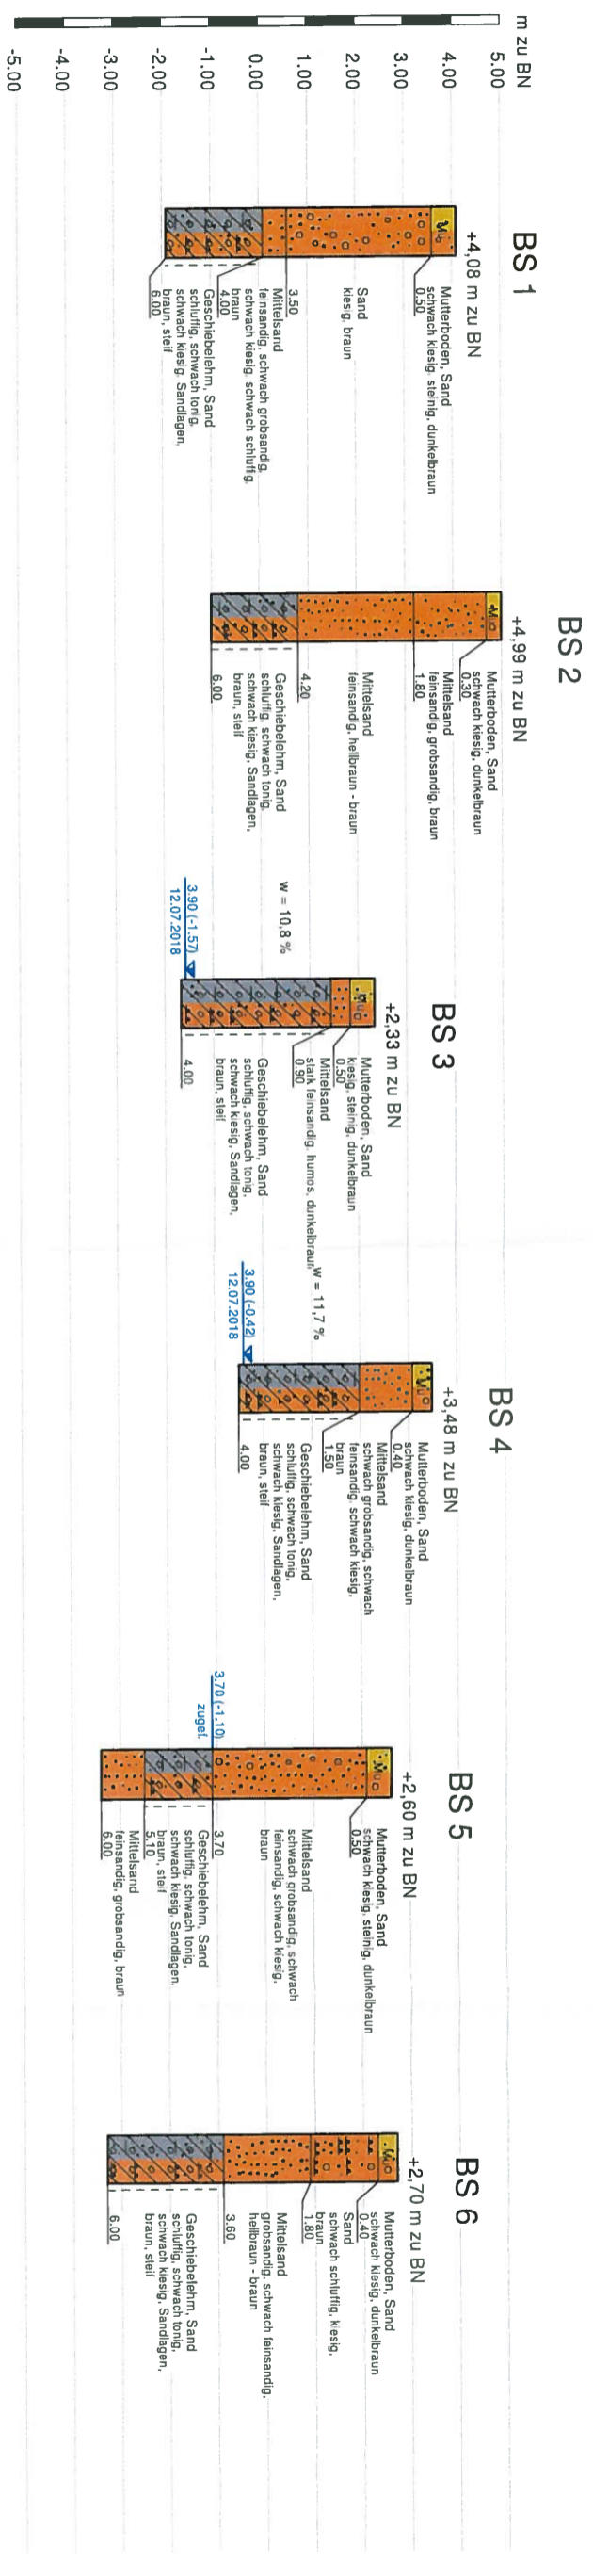 m zu BN
5.00
4.00
3.00
2.00
1.00
0.00
-1.00
-2.00
-3.00
-4.00
-5.00
BS 1
+4,08 m zu BN
Mu
Mutterboden, Sand
schwach kiesig, steinig, dunkelbraun
0.50
Sand
kiesig, braun
3.50
Mittelsand
feinsandig, schwach grobsandig,
schwach kiesig, schwach schluffig,
braun
4.00
Geschiebelehm, Sand
schluffig, schwach tonig,
schwach kiesig, Sandlagen,
braun, steif
6.00
BS 2
+4,99 m zu BN
Mu
Mutterboden, Sand
schwach kiesig, dunkelbraun
0.30
Mittelsand
feinsandig, grobsandig, braun
1.80
Mittelsand
feinsandig, hellbraun - braun
4.20
Geschiebelehm, Sand
schluffig, schwach tonig,
schwach kiesig, Sandlagen,
braun, steif
6.00
BS 3
+2,33 m zu BN
Mu
Mutterboden, Sand
kiesig, steinig, dunkelbraun
0.50
Mittelsand
stark feinsandig, humos, dunkelbraun
0.90
w = 10,8 %
Geschiebelehm, Sand
schluffig, schwach tonig,
schwach kiesig, Sandlagen,
braun, steif
4.00
3.90 (-1.57)
12.07.2018
BS 4
+3,48 m zu BN
Mu
Mutterboden, Sand
schwach kiesig, dunkelbraun
0.40
Mittelsand
schwach grobsandig, schwach
feinsandig, schwach kiesig,
braun
1.50
w = 11,7 %
Geschiebelehm, Sand
schluffig, schwach tonig,
schwach kiesig, Sandlagen,
braun, steif
4.00
3.90 (-0.42)
12.07.2018
BS 5
+2,60 m zu BN
Mu
Mutterboden, Sand
schwach kiesig, steinig, dunkelbraun
0.50
Mittelsand
schwach grobsandig, schwach
feinsandig, schwach kiesig,
braun
3.70
3.70 (-1.10)
zugef.
Geschiebelehm, Sand
schluffig, schwach tonig,
schwach kiesig, Sandlagen,
braun, steif
5.10
Mittelsand
feinsandig, grobsandig, braun
6.00
BS 6
+2,70 m zu BN
Mu
Mutterboden, Sand
schwach kiesig, dunkelbraun
0.40
Sand
schwach schluffig, kiesig,
braun
1.80
Mittelsand
grobsandig, schwach feinsandig,
hellbraun - braun
3.60
Geschiebelehm, Sand
schluffig, schwach tonig,
schwach kiesig, Sandlagen,
braun, steif
6.00